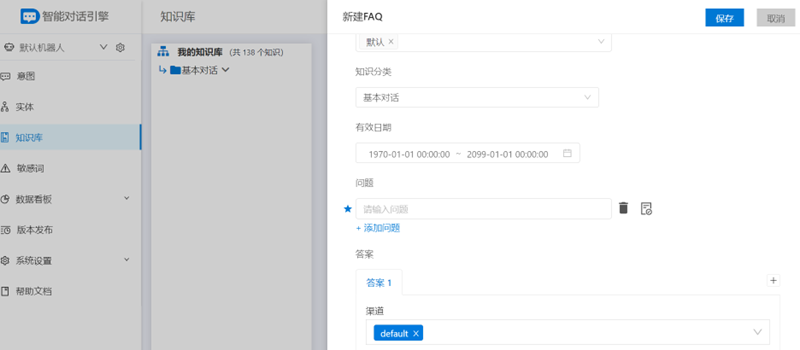 智能对话引擎
默认机器人
意图
实体
知识库
敏感词
数据看板
版本发布
系统设置
帮助文档
知识库
我的知识库 (共 138 个知识)
基本对话
新建FAQ
保存
取消
默认 ×
知识分类
基本对话
有效日期
1970-01-01 00:00:00 ~ 2099-01-01 00:00:00
问题
请输入问题
+ 添加问题
答案
答案 1
+
渠道
default ×